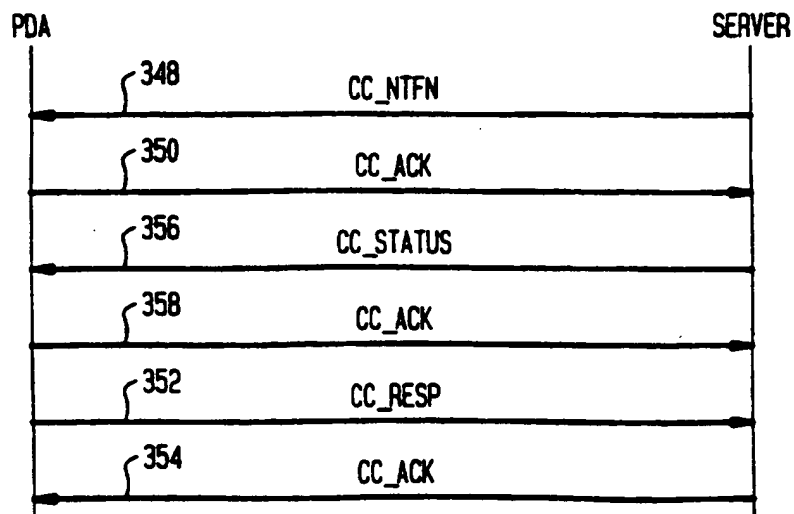 PDA SERVER
348 CC_NTFN
350 CC_ACK
356 CC_STATUS
358 CC_ACK
352 CC_RESP
354 CC_ACK